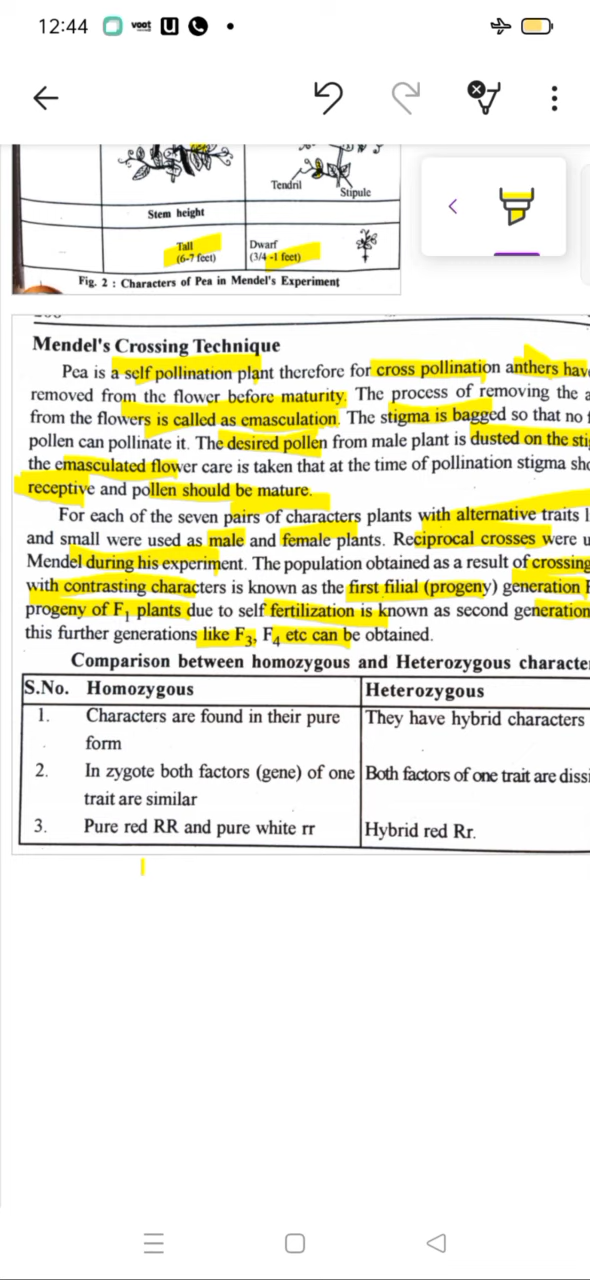 12:44 voot U
Tendril
Stipule
Stem height
Tall
(6-7 feet)
Dwarf
(3/4 -1 feet)
Fig. 2 : Characters of Pea in Mendel's Experiment
Mendel's Crossing Technique
Pea is a self pollination plant therefore for cross pollination anthers have
removed from the flower before maturity. The process of removing the a
from the flowers is called as emasculation. The stigma is bagged so that no f
pollen can pollinate it. The desired pollen from male plant is dusted on the sti
the emasculated flower care is taken that at the time of pollination stigma sho
receptive and pollen should be mature.
For each of the seven pairs of characters plants with alternative traits l
and small were used as male and female plants. Reciprocal crosses were u
Mendel during his experiment. The population obtained as a result of crossing
with contrasting characters is known as the first filial (progeny) generation F
progeny of F₁ plants due to self fertilization is known as second generation
this further generations like F₃, F₄ etc can be obtained.
Comparison between homozygous and Heterozygous character
S.No. Homozygous Heterozygous
1. Characters are found in their pure They have hybrid characters
form
2. In zygote both factors (gene) of one Both factors of one trait are dissi
trait are similar
3. Pure red RR and pure white rr Hybrid red Rr.